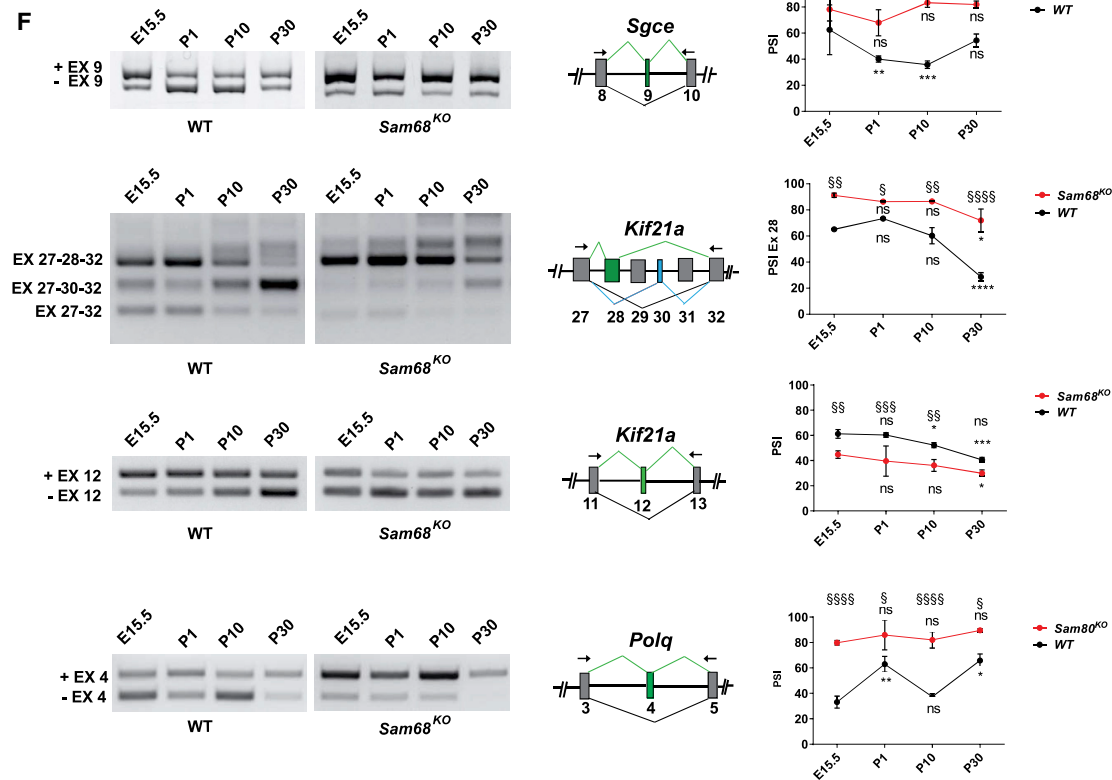 F
E15.5 P1 P10 P30 E15.5 P1 P10 P30
+ EX 9
- EX 9
WT Sam68KO
Sgce
8 9 10
WT
PSI
80
60
40
20
0
ns ns
ns ns
** ***
E15,5 P1 P10 P30
E15.5 P1 P10 P30 E15.5 P1 P10 P30
EX 27-28-32
EX 27-30-32
EX 27-32
WT Sam68KO
Kif21a
27 28 29 30 31 32
Sam68KO
WT
PSI Ex 28
100
80
60
40
20
0
§§ § §§ §§§§
ns ns *
ns ns ****
E15,5 P1 P10 P30
E15.5 P1 P10 P30 E15.5 P1 P10 P30
+ EX 12
- EX 12
WT Sam68KO
Kif21a
11 12 13
Sam68KO
WT
PSI
100
80
60
40
20
0
§§ §§§ §§ ns
ns * ***
ns ns *
E15.5 P1 P10 P30
E15.5 P1 P10 P30 E15.5 P1 P10 P30
+ EX 4
- EX 4
WT Sam68KO
Polq
3 4 5
Sam80KO
WT
PSI
100
80
60
40
20
0
§§§§ § §§§§ §
ns ns ns
** ns *
E15.5 P1 P10 P30